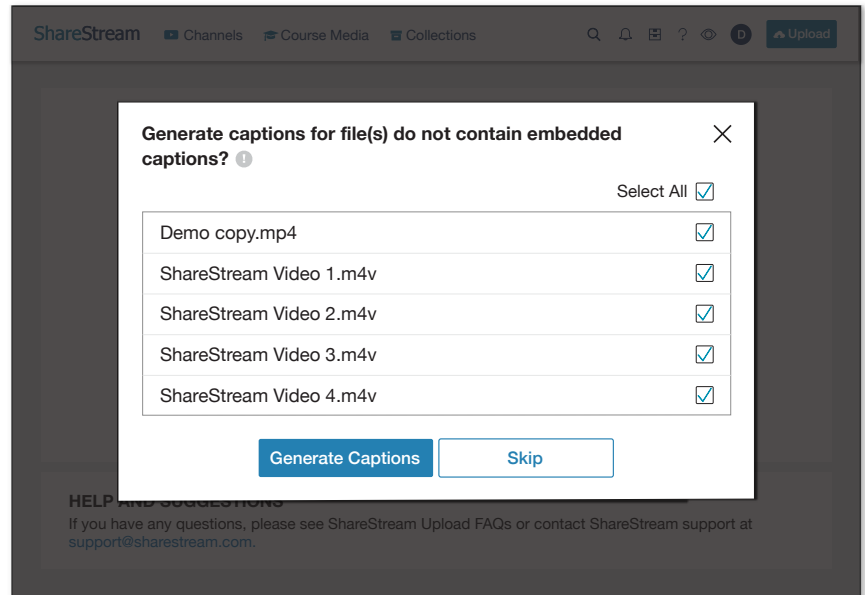 ShareStream Channels Course Media Collections ? D Upload
Generate captions for file(s) do not contain embedded
captions? !
Select All
Demo copy.mp4
ShareStream Video 1.m4v
ShareStream Video 2.m4v
ShareStream Video 3.m4v
ShareStream Video 4.m4v
Generate Captions Skip
HELP AND SUGGESTIONS
If you have any questions, please see ShareStream Upload FAQs or contact ShareStream support at
support@sharestream.com.